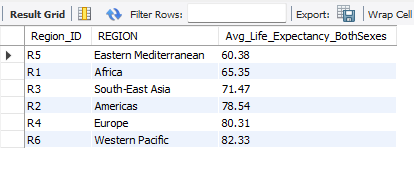 Result Grid Filter Rows: Export: Wrap Cell
Region_ID REGION Avg_Life_Expectancy_BothSexes
R5 Eastern Mediterranean 60.38
R1 Africa 65.35
R3 South-East Asia 71.47
R2 Americas 78.54
R4 Europe 80.31
R6 Western Pacific 82.33